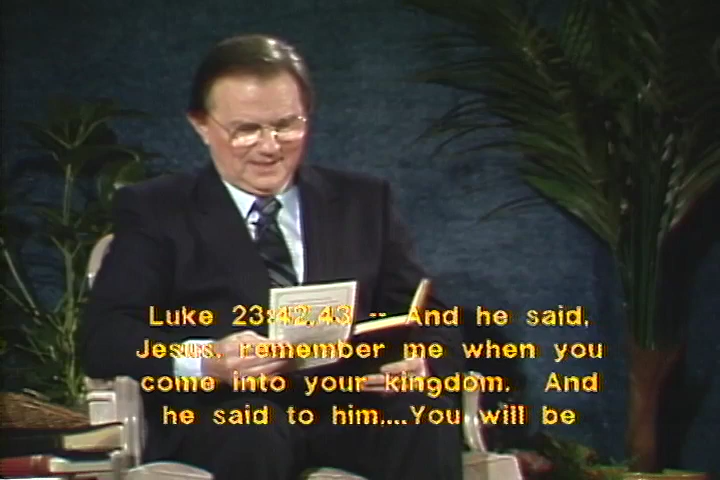 Luke 23:42,43 -- And he said,
Jesus, remember me when you
come into your kingdom.  And
he said to him,...You will be